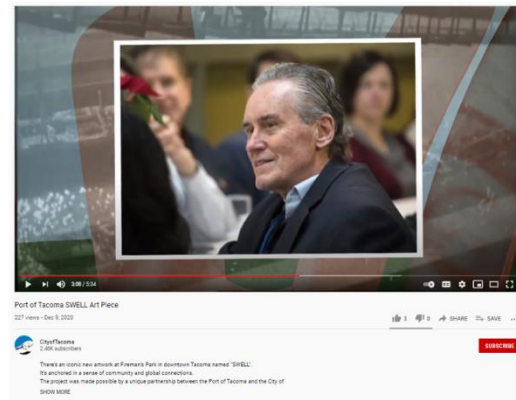 3:08 / 5:34
Port of Tacoma SWELL Art Piece
227 views • Dec 9, 2020
3
0
SHARE
SAVE
CityofTacoma
2.46K subscribers
SUBSCRIBE
There's an iconic new artwork at Fireman's Park in downtown Tacoma named "SWELL".
It's anchored in a sense of community and global connections.
The project was made possible by a unique partnership between the Port of Tacoma and the City of
SHOW MORE